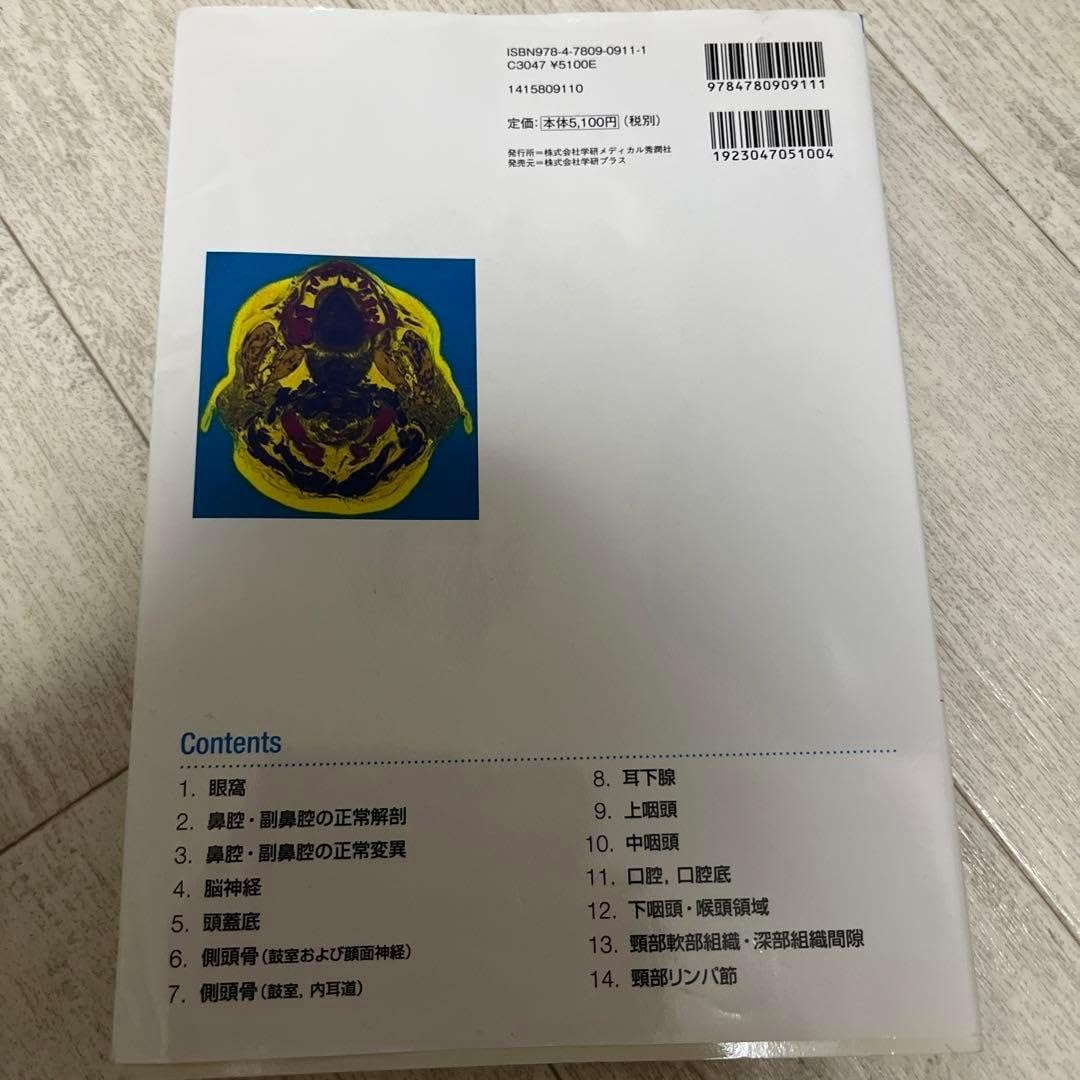 ISBN978-4-7809-0911-1
C3047 ¥5100E
1415809110
定価: 本体5,100円 (税別)
発行所=株式会社学研メディカル秀潤社
発売元=株式会社学研プラス
9784780909111
1923047051004
Contents
1. 眼窩
2. 鼻腔・副鼻腔の正常解剖
3. 鼻腔・副鼻腔の正常変異
4. 脳神経
5. 頭蓋底
6. 側頭骨(鼓室および顔面神経)
7. 側頭骨(鼓室, 内耳道)
8. 耳下腺
9. 上咽頭
10. 中咽頭
11. 口腔, 口腔底
12. 下咽頭・喉頭領域
13. 頸部軟部組織・深部組織間隙
14. 頸部リンパ節